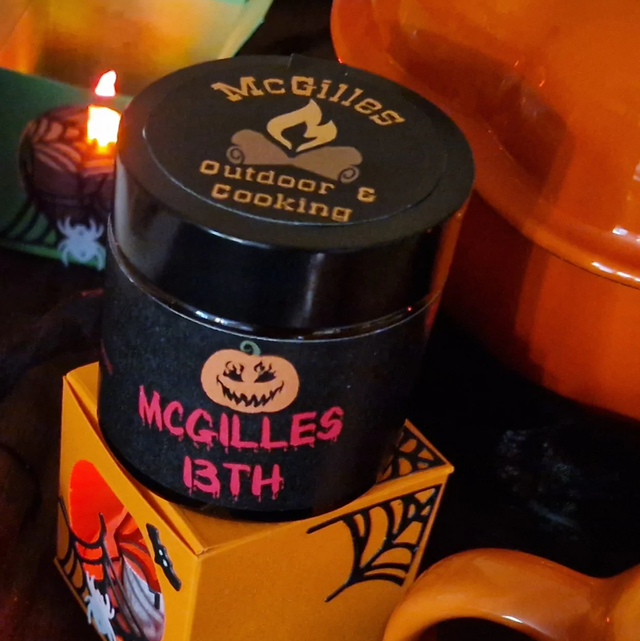 McGilles
Outdoor &
Cooking
MCGILLES
13TH